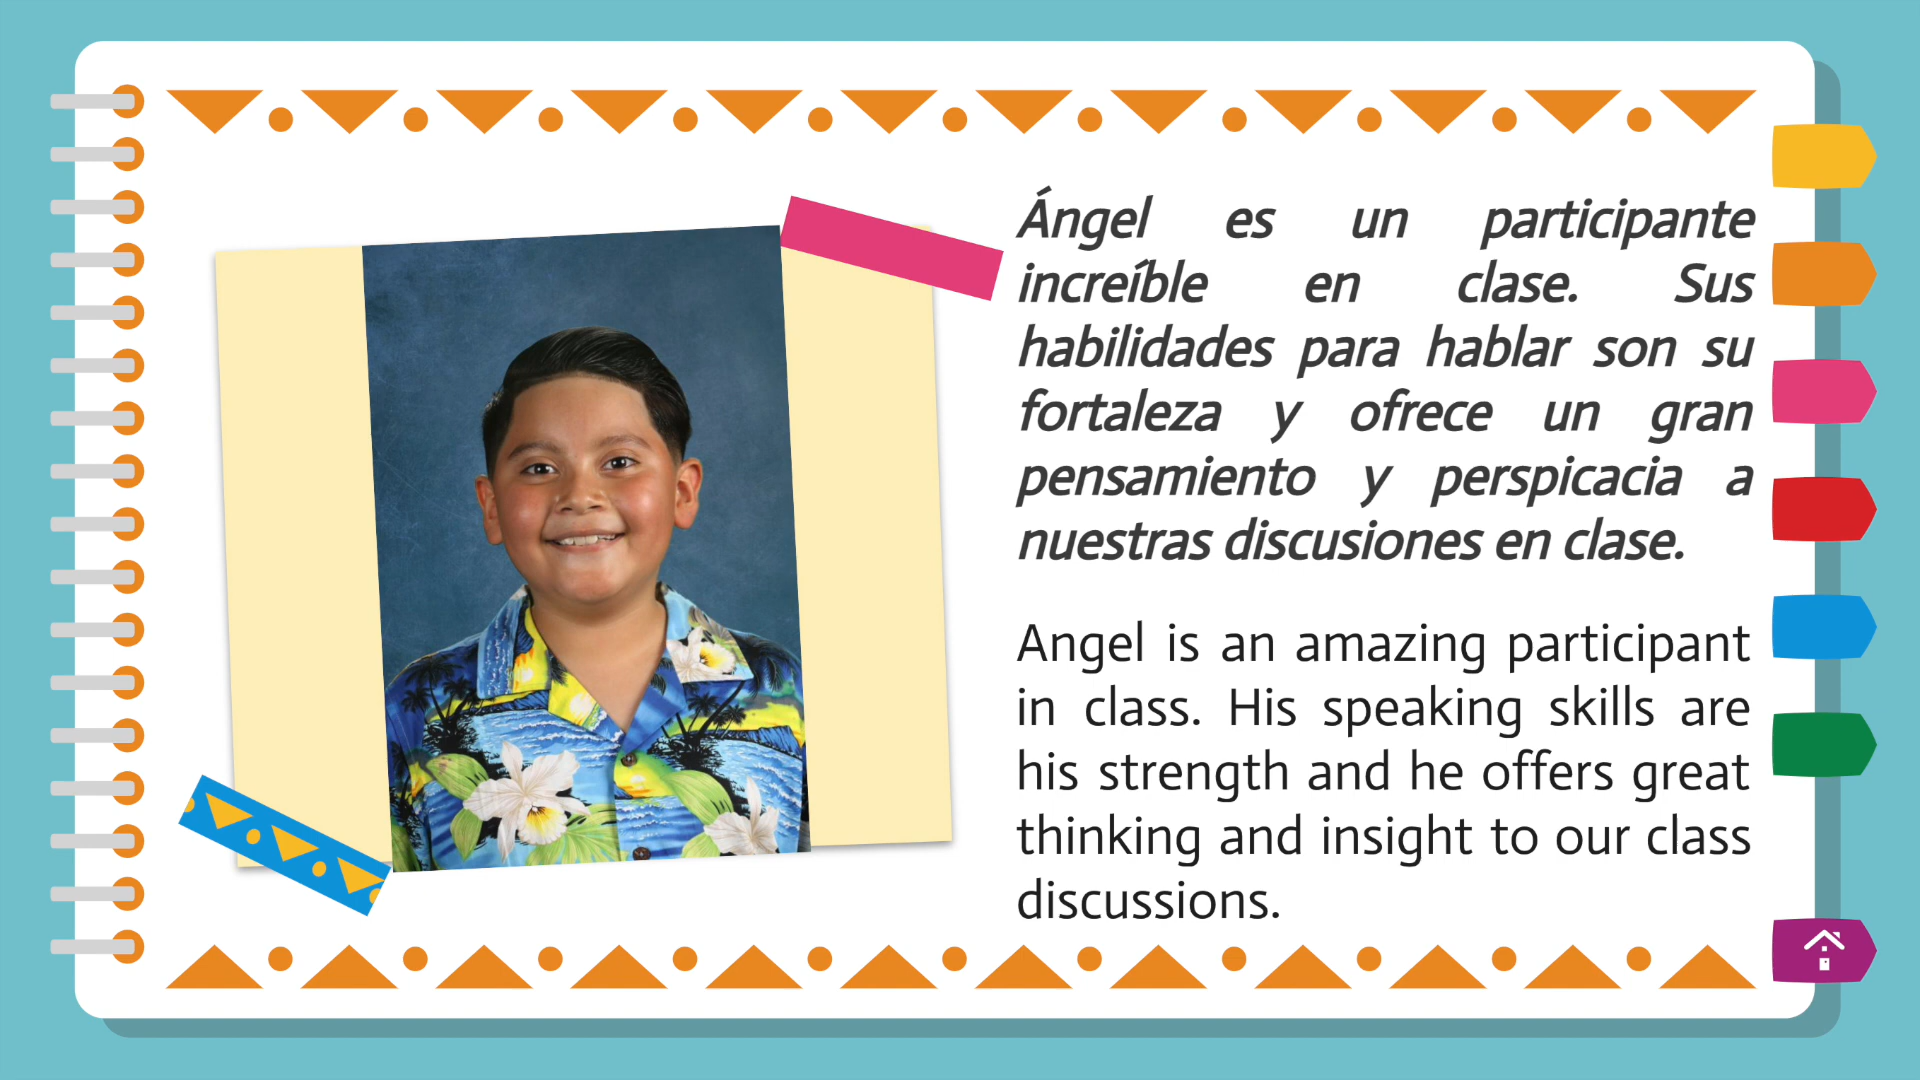 Ángel es un participante
increíble en clase. Sus
habilidades para hablar son su
fortaleza y ofrece un gran
pensamiento y perspicacia a
nuestras discusiones en clase.
Angel is an amazing participant
in class. His speaking skills are
his strength and he offers great
thinking and insight to our class
discussions.